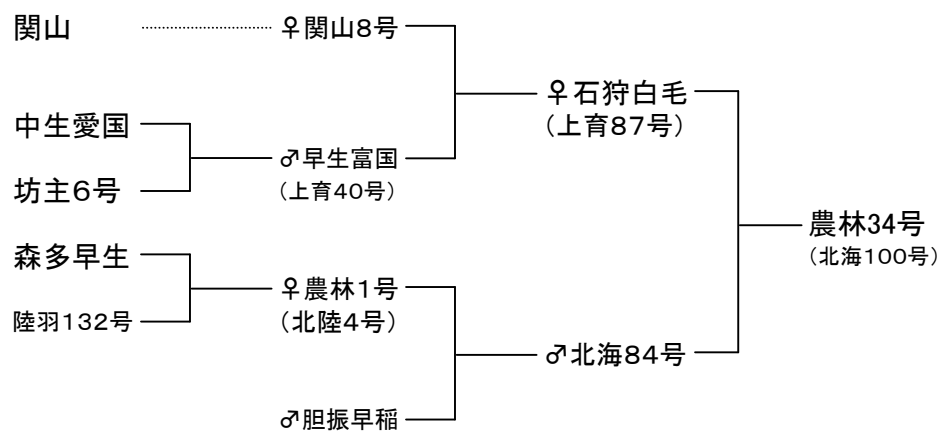 関山
♀関山8号
♀石狩白毛
(上育87号)
中生愛国
♂早生富国
(上育40号)
坊主6号
農林34号
(北海100号)
森多早生
♀農林1号
(北陸4号)
陸羽132号
♂北海84号
♂胆振早稲